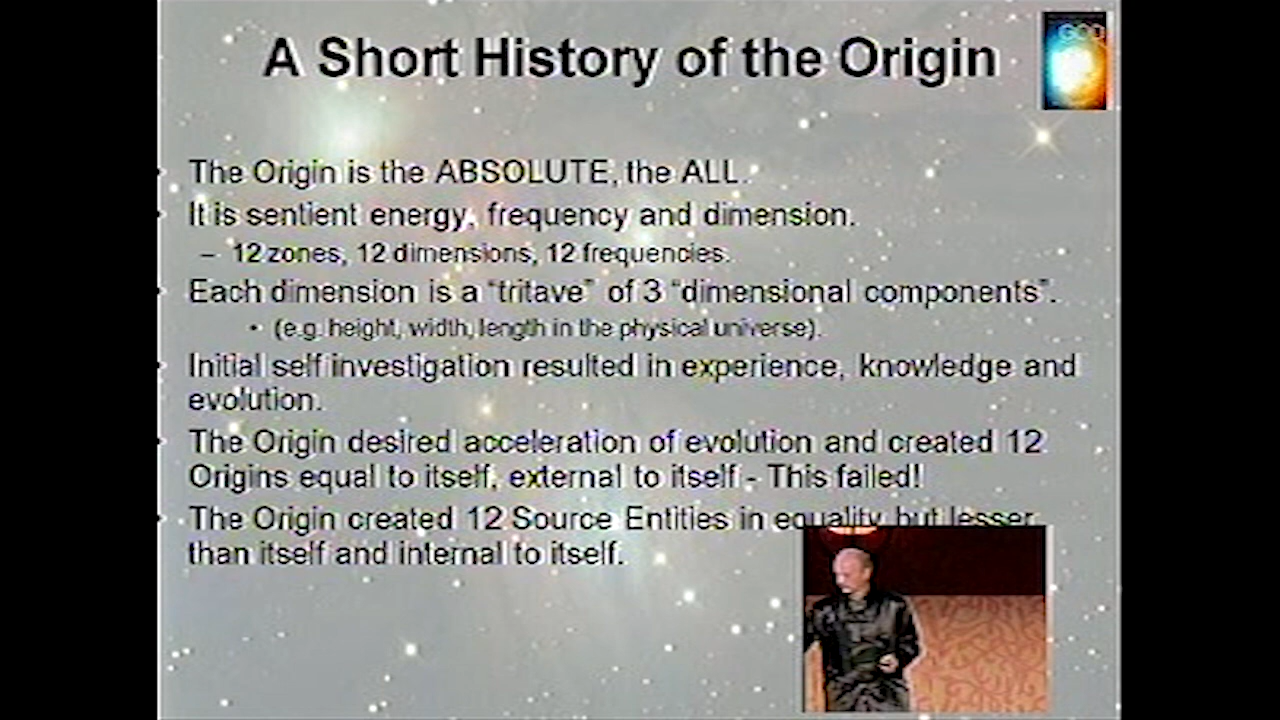 A Short History of the Origin
The Origin is the ABSOLUTE, the ALL.
It is sentient energy, frequency and dimension.
– 12 zones, 12 dimensions, 12 frequencies.
Each dimension is a “tritave” of 3 “dimensional components”.
• (e.g. height, width, length in the physical universe).
Initial self investigation resulted in experience, knowledge and
evolution.
The Origin desired acceleration of evolution and created 12
Origins equal to itself, external to itself - This failed!
The Origin created 12 Source Entities in equality but lesser
than itself and internal to itself.